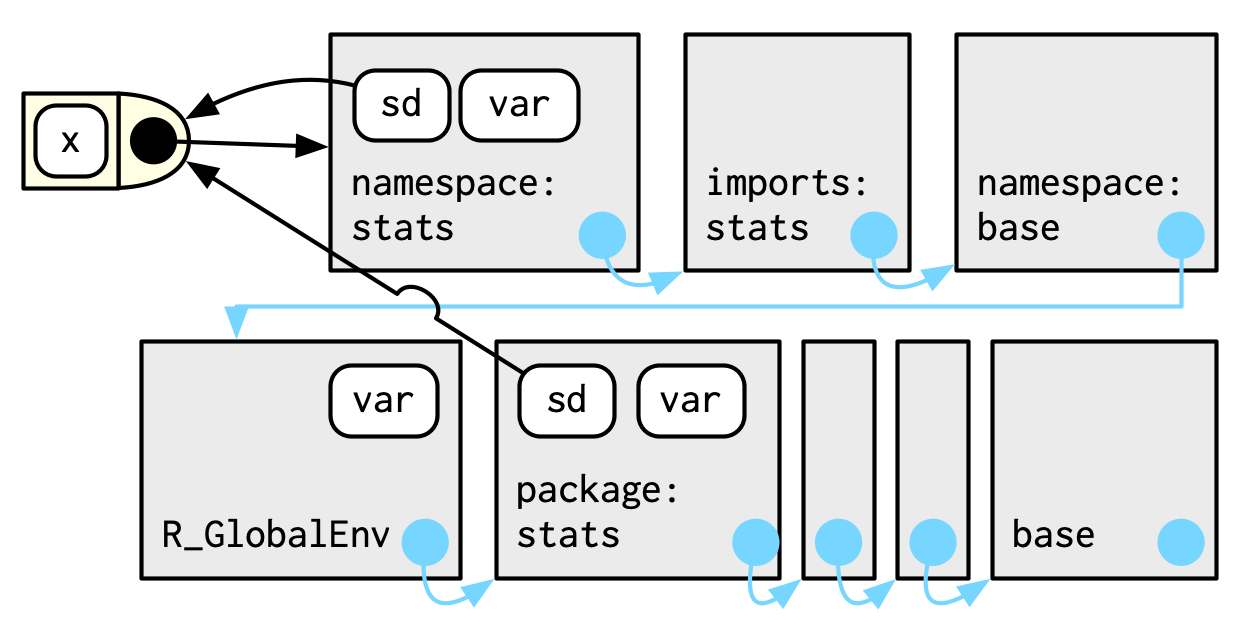 x
sd var
namespace:
stats
imports:
stats
namespace:
base
var
R_GlobalEnv
sd var
package:
stats
base